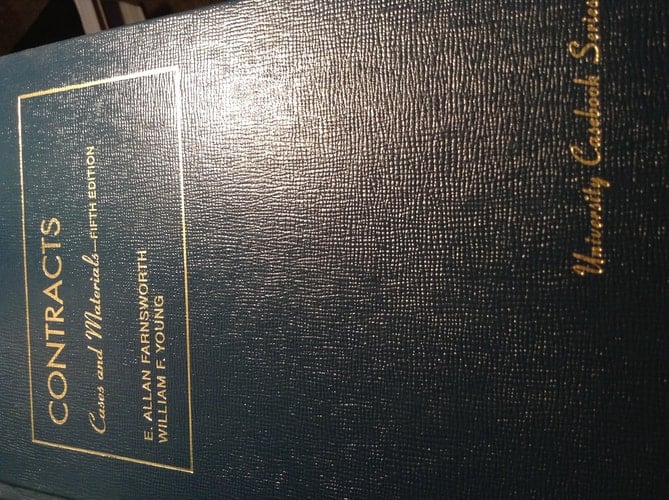 CONTRACTS
Cases and Materials—FIFTH EDITION
E. ALLAN FARNSWORTH
WILLIAM F. YOUNG
University Casebook Series